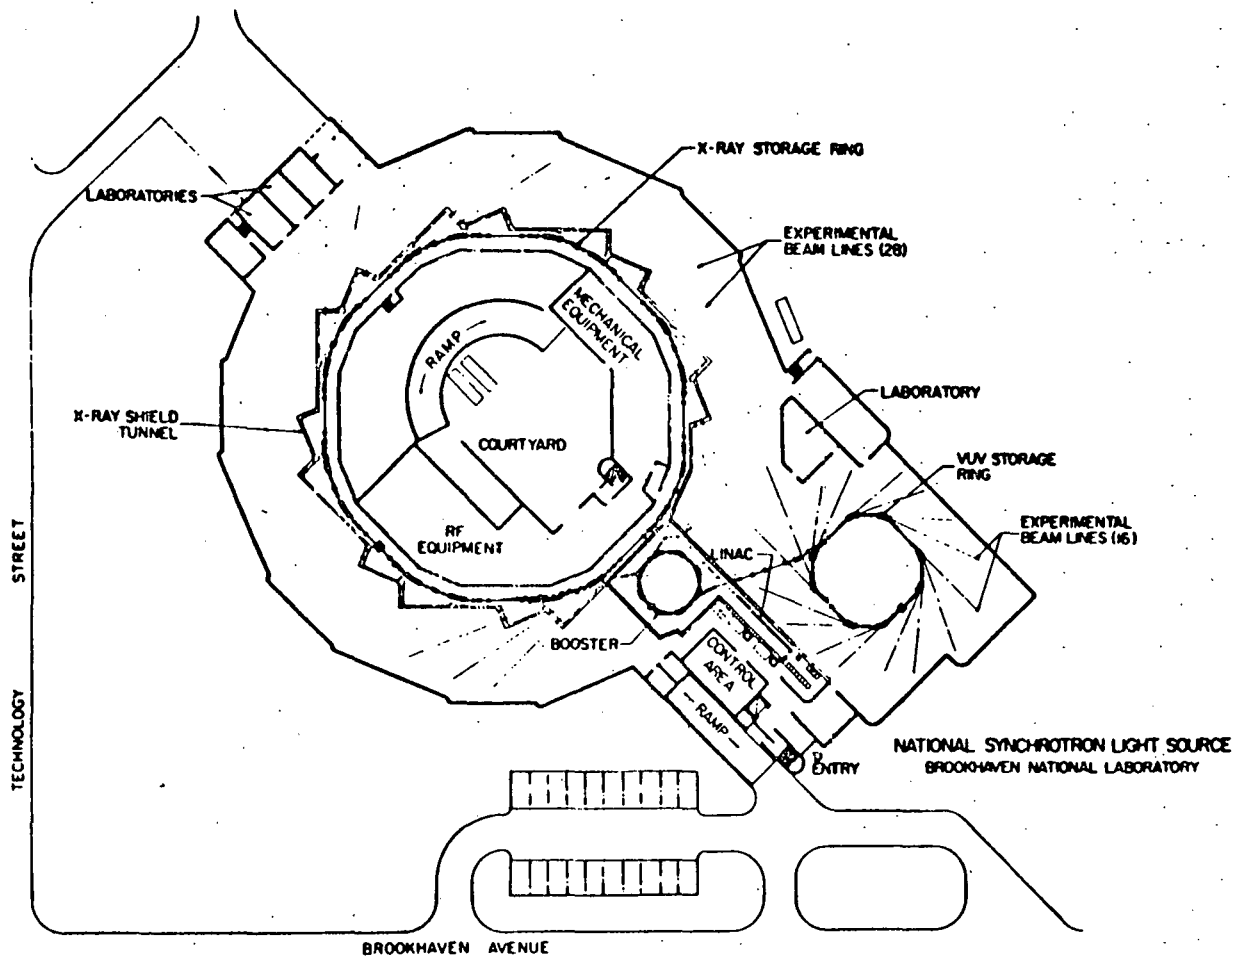 X-RAY STORAGE RING
LABORATORIES
EXPERIMENTAL
BEAM LINES (28)
MECHANICAL
EQUIPMENT
RAMP
LABORATORY
X-RAY SHIELD
TUNNEL
COURTYARD
VUV STORAGE
RING
EXPERIMENTAL
BEAM LINES (16)
RF
EQUIPMENT
LINAC
BOOSTER
CONTROL
AREA
RAMP
ENTRY
NATIONAL SYNCHROTRON LIGHT SOURCE
BROOKHAVEN NATIONAL LABORATORY
TECHNOLOGY STREET
BROOKHAVEN AVENUE